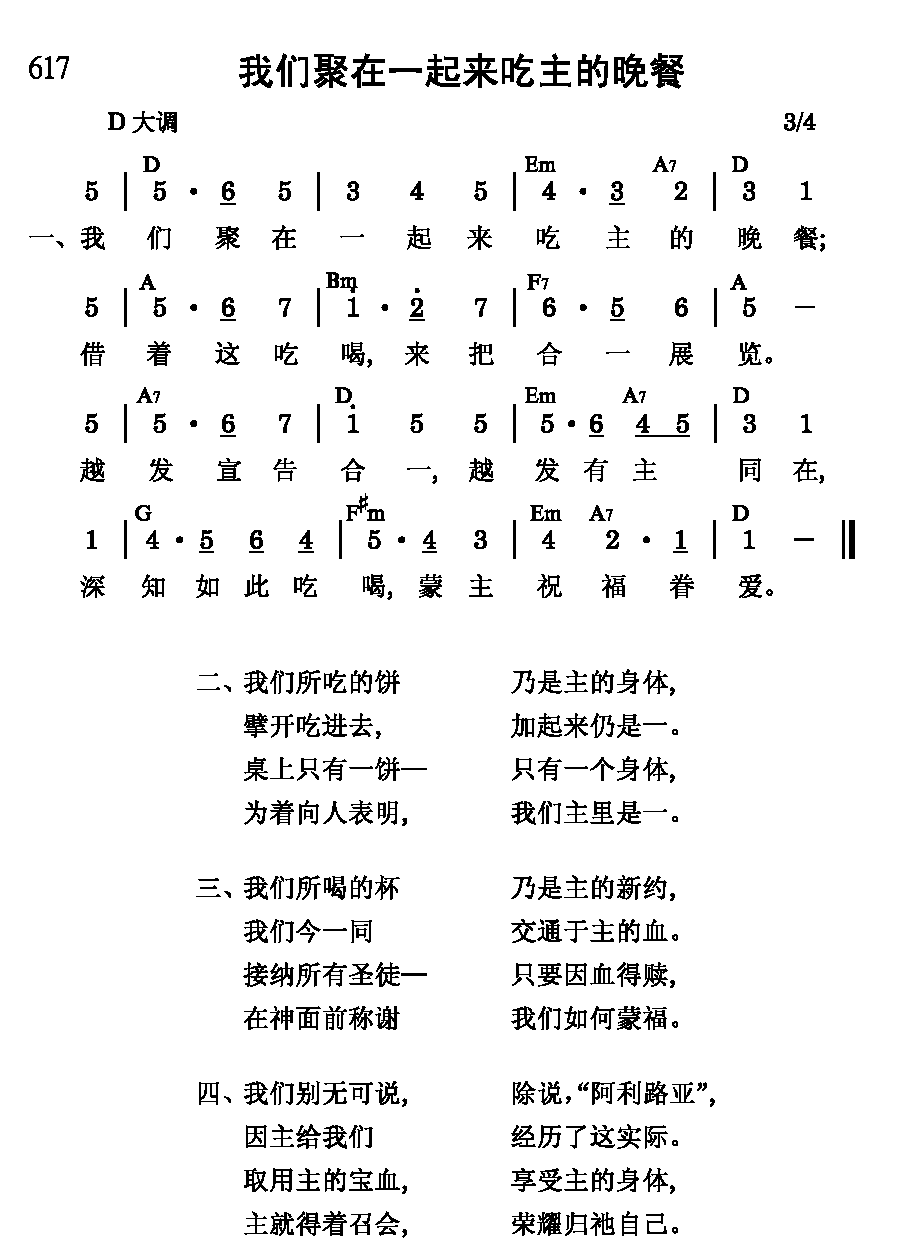 617 我们聚在一起来吃主的晚餐
D 大调 3/4
D Em A7 D
5 | 5 · 6 5 | 3 4 5 | 4 · 3 2 | 3 1
一、我 们 聚 在 一 起 来 吃 主 的 晚 餐;
A Bm F7 A
5 | 5 · 6 7 | 1 · 2 7 | 6 · 5 6 | 5 –
借 着 这 吃 喝, 来 把 合 一 展 览。
A7 D Em A7 D
5 | 5 · 6 7 | 1 5 5 | 5 · 6 4 5 | 3 1
越 发 宣 告 合 一, 越 发 有 主 同 在,
G F♯m Em A7 D
1 | 4 · 5 6 4 | 5 · 4 3 | 4 2 · 1 | 1 – ‖
深 知 如 此 吃 喝, 蒙 主 祝 福 眷 爱。
二、我们所吃的饼 乃是主的身体,
擘开吃进去, 加起来仍是一。
桌上只有一饼— 只有一个身体,
为着向人表明, 我们主里是一。
三、我们所喝的杯 乃是主的新约,
我们今一同 交通于主的血。
接纳所有圣徒— 只要因血得赎,
在神面前称谢 我们如何蒙福。
四、我们别无可说, 除说,“阿利路亚”,
因主给我们 经历了这实际。
取用主的宝血, 享受主的身体,
主就得着召会, 荣耀归祂自己。